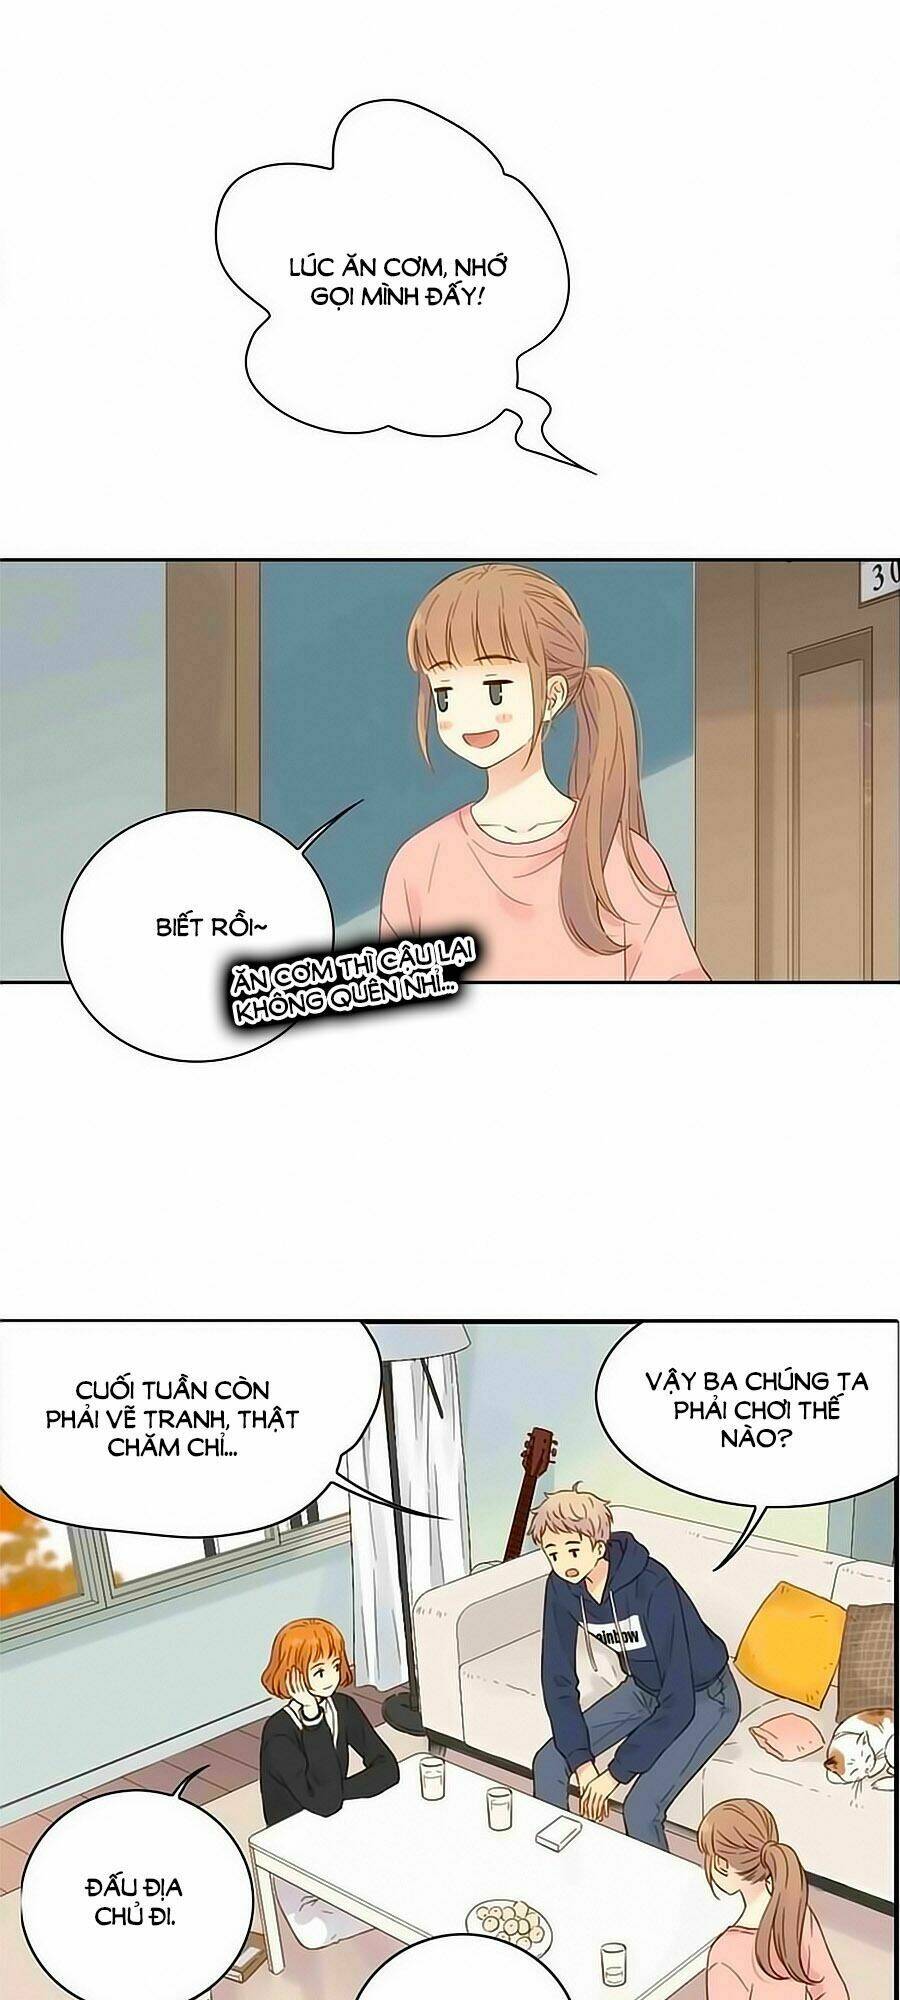 LÚC ĂN CƠM, NHỚ
GỌI MÌNH ĐẤY!
30
BIẾT RỒI~
ĂN CƠM THÌ CẬU LẠI
KHÔNG QUÊN NHỈ...
CUỐI TUẦN CÒN
PHẢI VẼ TRANH, THẬT
CHĂM CHỈ...
VẬY BA CHÚNG TA
PHẢI CHƠI THẾ
NÀO?
ainbow
ĐẤU ĐỊA
CHỦ ĐI.